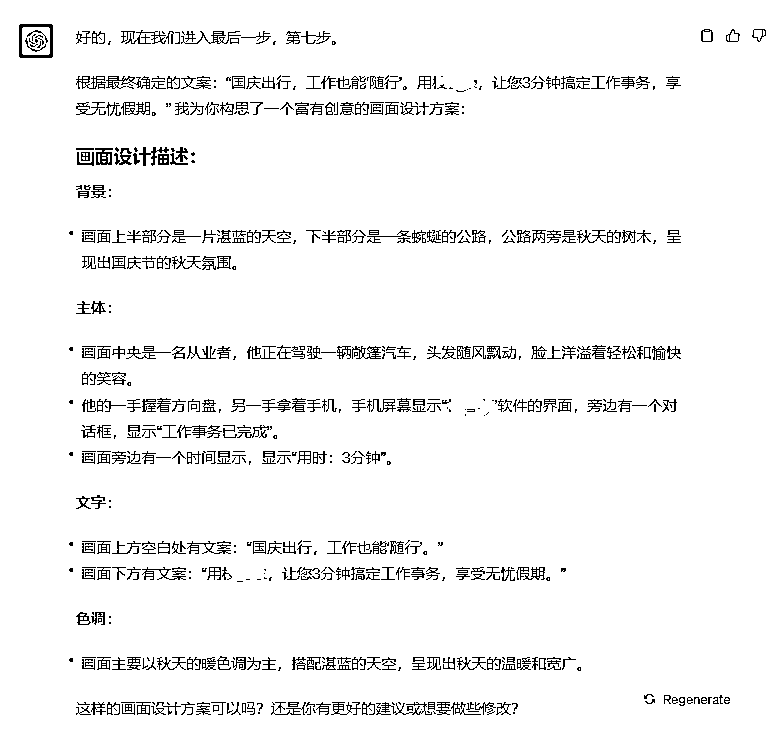 好的，现在我们进入最后一步，第七步。
根据最终确定的文案：“国庆出行，工作也能‘随行’。用 ，让您3分钟搞定工作事务，享
受无忧假期。”我为你构思了一个富有创意的画面设计方案：
画面设计描述：
背景：
• 画面上半部分是一片湛蓝的天空，下半部分是一条蜿蜒的公路，公路两旁是秋天的树木，呈
现出国庆节的秋天氛围。
主体：
• 画面中央是一名从业者，他正在驾驶一辆敞篷汽车，头发随风飘动，脸上洋溢着轻松和愉快
的笑容。
• 他的一手握着方向盘，另一手拿着手机，手机屏幕显示“ ”软件的界面，旁边有一个对
话框，显示“工作事务已完成”。
• 画面旁边有一个时间显示，显示“用时：3分钟”。
文字：
• 画面上方空白处有文案：“国庆出行，工作也能‘随行’。”
• 画面下方有文案：“用 ，让您3分钟搞定工作事务，享受无忧假期。”
色调：
• 画面主要以秋天的暖色调为主，搭配湛蓝的天空，呈现出秋天的温暖和宽广。
这样的画面设计方案可以吗？还是你有更好的建议或想要做些修改？
Regenerate